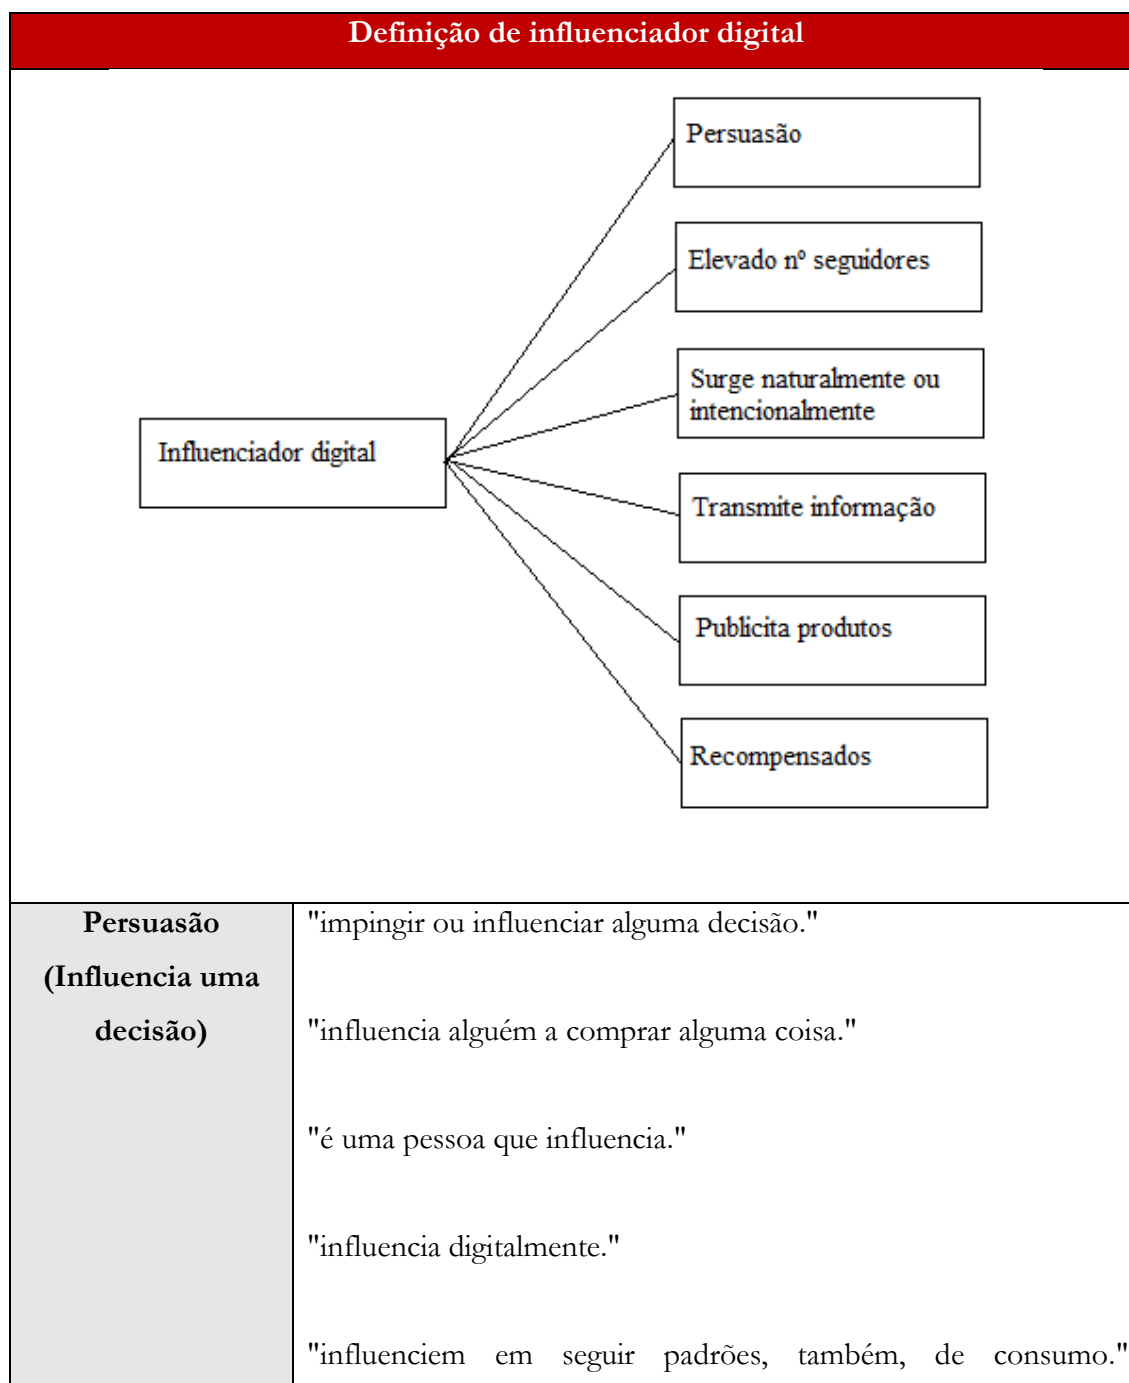 Definição de influenciador digital
Persuasão
Elevado nº seguidores
Surge naturalmente ou
intencionalmente
Influenciador digital
Transmite informação
Publicita produtos
Recompensados
Persuasão
(Influencia uma
decisão)
"impingir ou influenciar alguma decisão."
"influencia alguém a comprar alguma coisa."
"é uma pessoa que influencia."
"influencia digitalmente."
"influenciem em seguir padrões, também, de consumo."